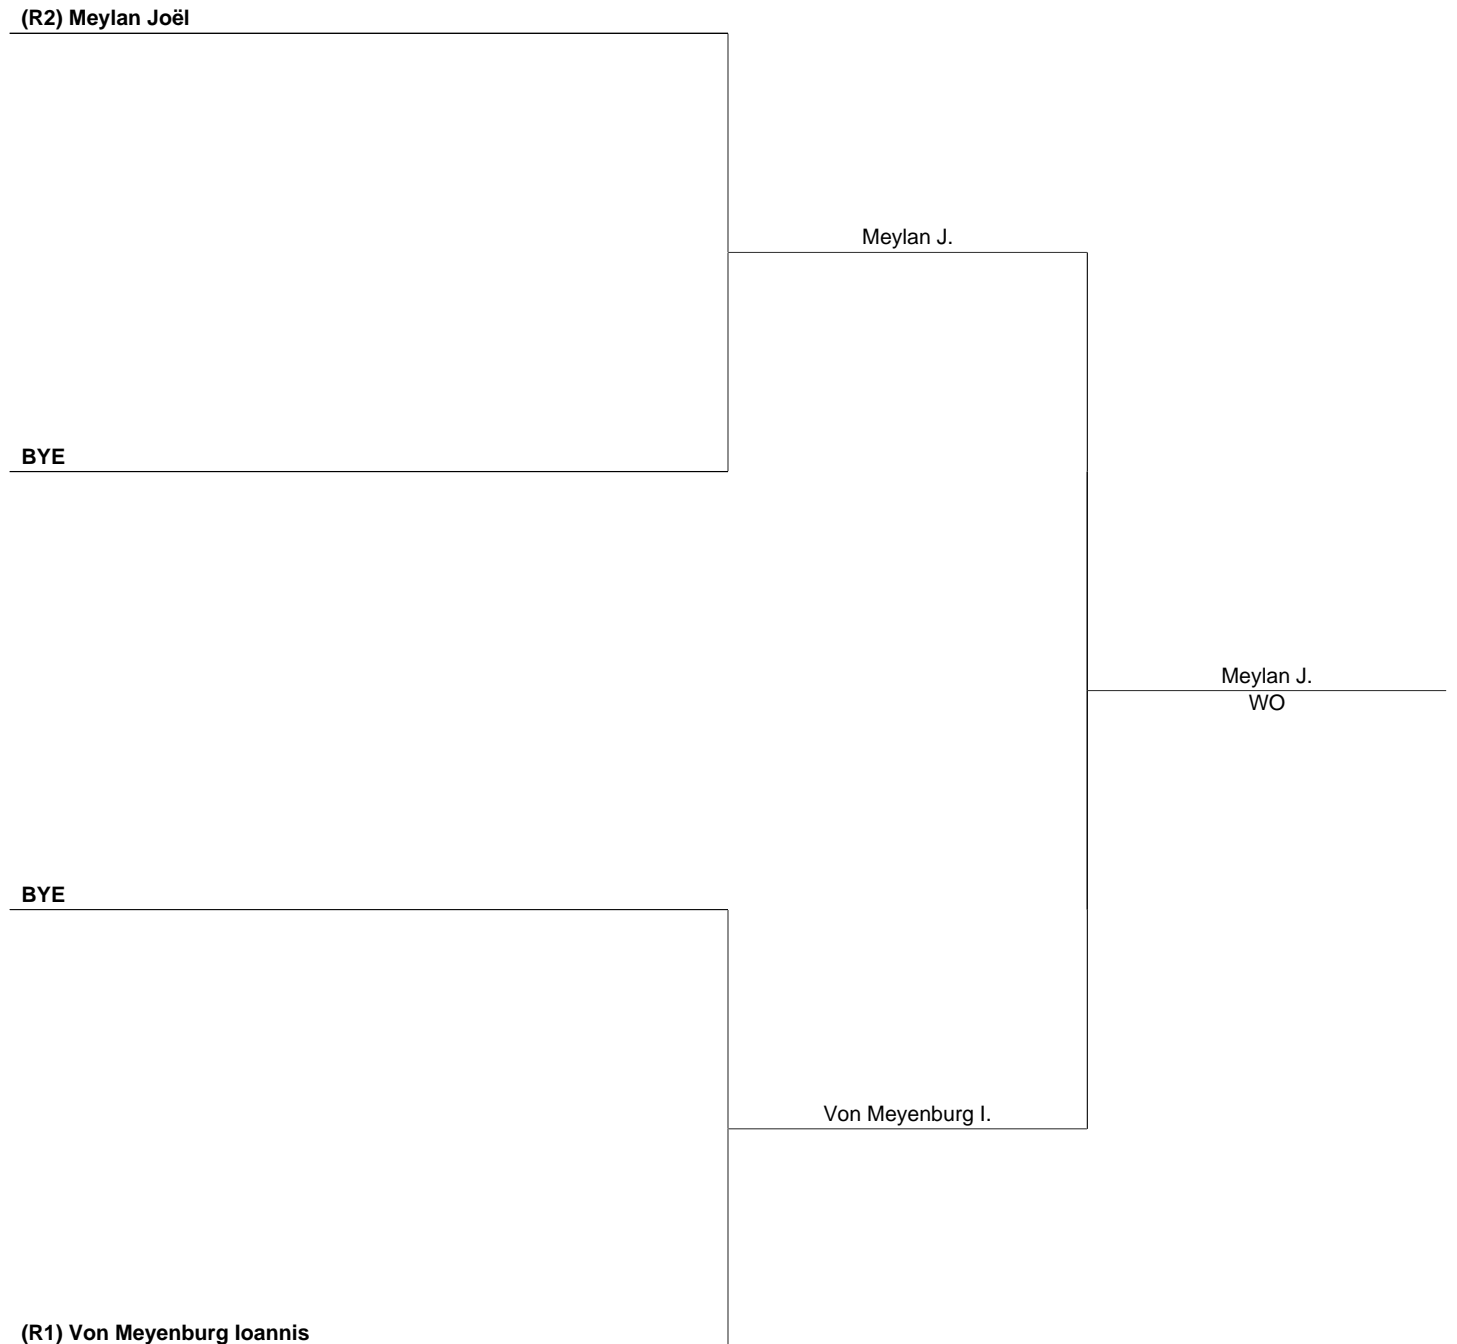 (R2) Meylan Joël
Meylan J.
BYE
Meylan J.
WO
BYE
Von Meyenburg I.
(R1) Von Meyenburg Ioannis